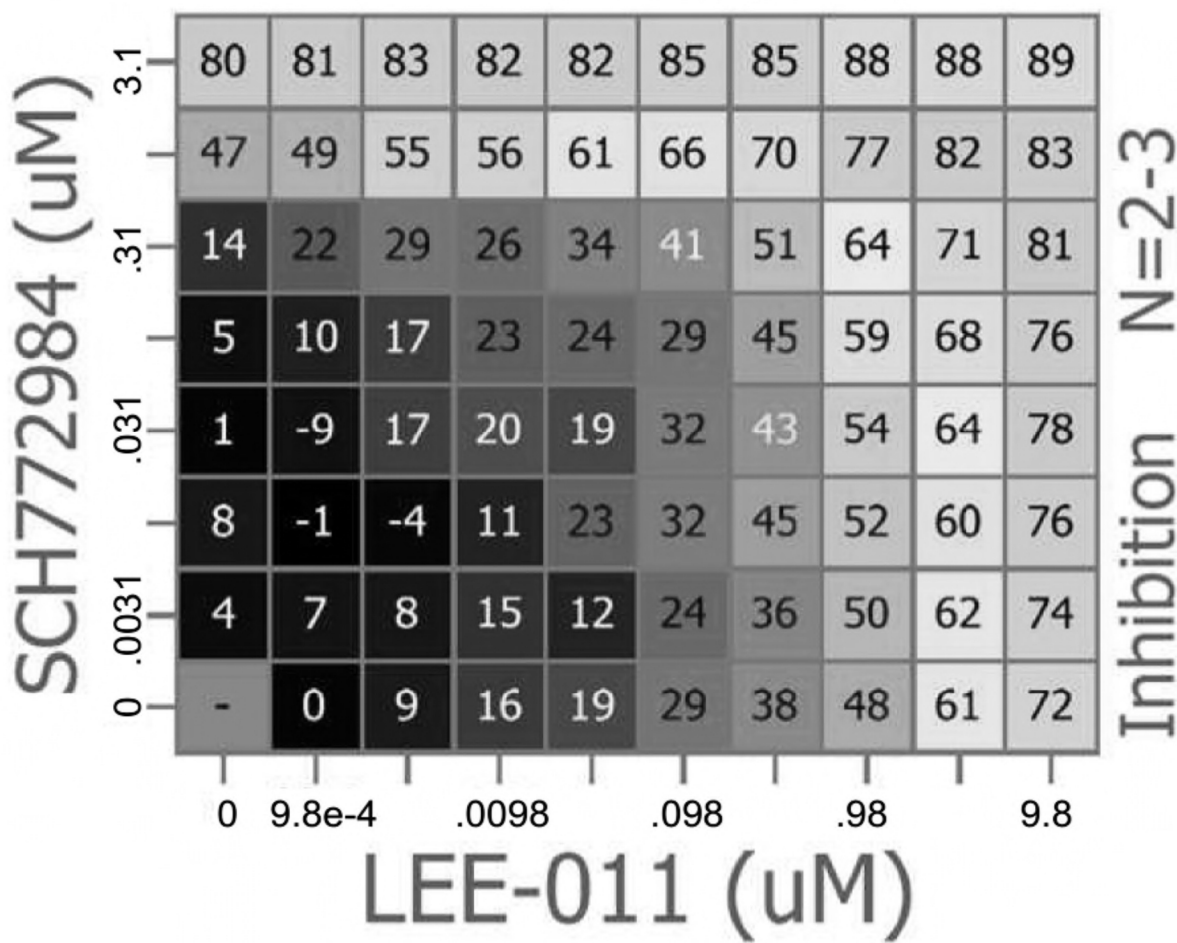 SCH772984 (uM)
3.1 80 81 83 82 82 85 85 88 88 89
47 49 55 56 61 66 70 77 82 83
.31 14 22 29 26 34 41 51 64 71 81
5 10 17 23 24 29 45 59 68 76
.031 1 -9 17 20 19 32 43 54 64 78
8 -1 -4 11 23 32 45 52 60 76
.0031 4 7 8 15 12 24 36 50 62 74
0 - 0 9 16 19 29 38 48 61 72
0 9.8e-4 .0098 .098 .98 9.8
LEE-011 (uM)
Inhibition N=2-3